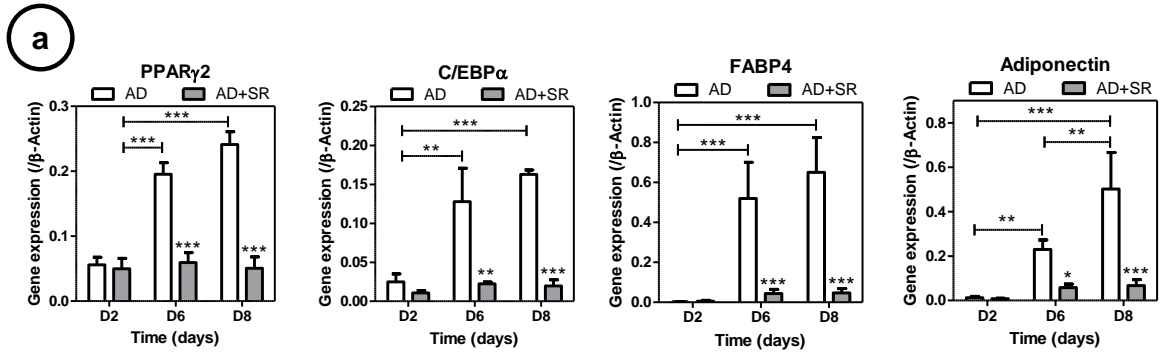 a
PPARγ2
AD AD+SR
Gene expression (/β-Actin)
0.3
0.2
0.1
0.0
***
***
***
***
D2 D6 D8
Time (days)
C/EBPα
AD AD+SR
Gene expression (/β-Actin)
0.25
0.20
0.15
0.10
0.05
0.00
***
**
**
***
D2 D6 D8
Time (days)
FABP4
AD AD+SR
Gene expression (/β-Actin)
1.0
0.8
0.6
0.4
0.2
0.0
***
***
***
***
D2 D6 D8
Time (days)
Adiponectin
AD AD+SR
Gene expression (/β-Actin)
0.8
0.6
0.4
0.2
0.0
***
**
**
*
***
D2 D6 D8
Time (days)